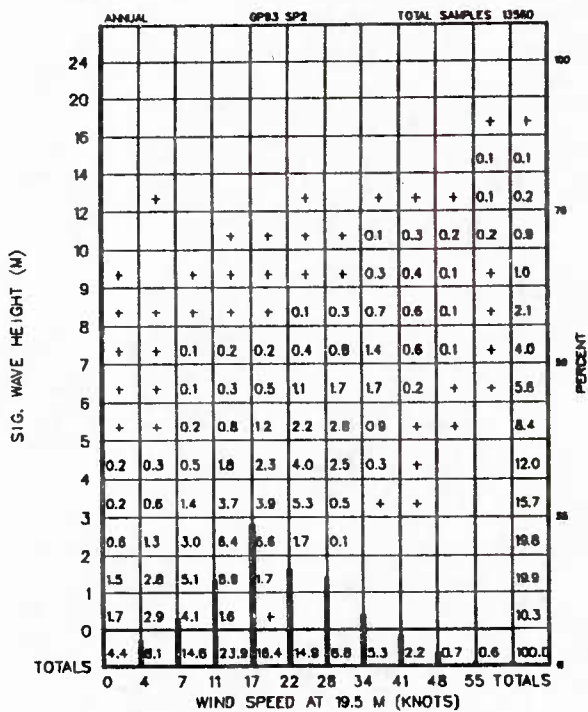 ANNUAL GPB3 SP2 TOTAL SAMPLES
24 100
20
+ +
16
0.1 0.1
14
+ + + + + 0.1 0.2
12 75
+ + + + 0.1 0.3 0.2 0.2 0.9
10
+ + + + + + 0.3 0.4 0.1 + 1.0
9
+ + + + + 0.1 0.3 0.7 0.6 0.1 + 2.1
8
+ + 0.1 0.2 0.2 0.4 0.8 1.4 0.6 0.1 + 4.0
7 50
+ + 0.1 0.3 0.5 1.1 1.7 1.7 0.2 + + 5.6
6
+ + 0.2 0.8 1.2 2.2 2.8 0.9 + + 8.4
5
0.2 0.3 0.5 1.8 2.3 4.0 2.5 0.3 + 12.0
4
0.2 0.6 1.4 3.7 3.9 5.3 0.5 + + 15.7
3 25
0.6 1.3 3.0 6.4 6.6 1.7 0.1 19.8
2
1.5 2.8 5.1 1.7 19.9
1
1.7 2.9 4.1 1.6 + 10.3
0
4.4 8.1 14.6 23.9 16.4 14.9 8.8 5.3 2.2 0.7 0.6 100.0
TOTALS 0
0 4 7 11 17 22 28 34 41 48 55 TOTALS
WIND SPEED AT 19.5 M (KNOTS)
SIG. WAVE HEIGHT (M)
PERCENT